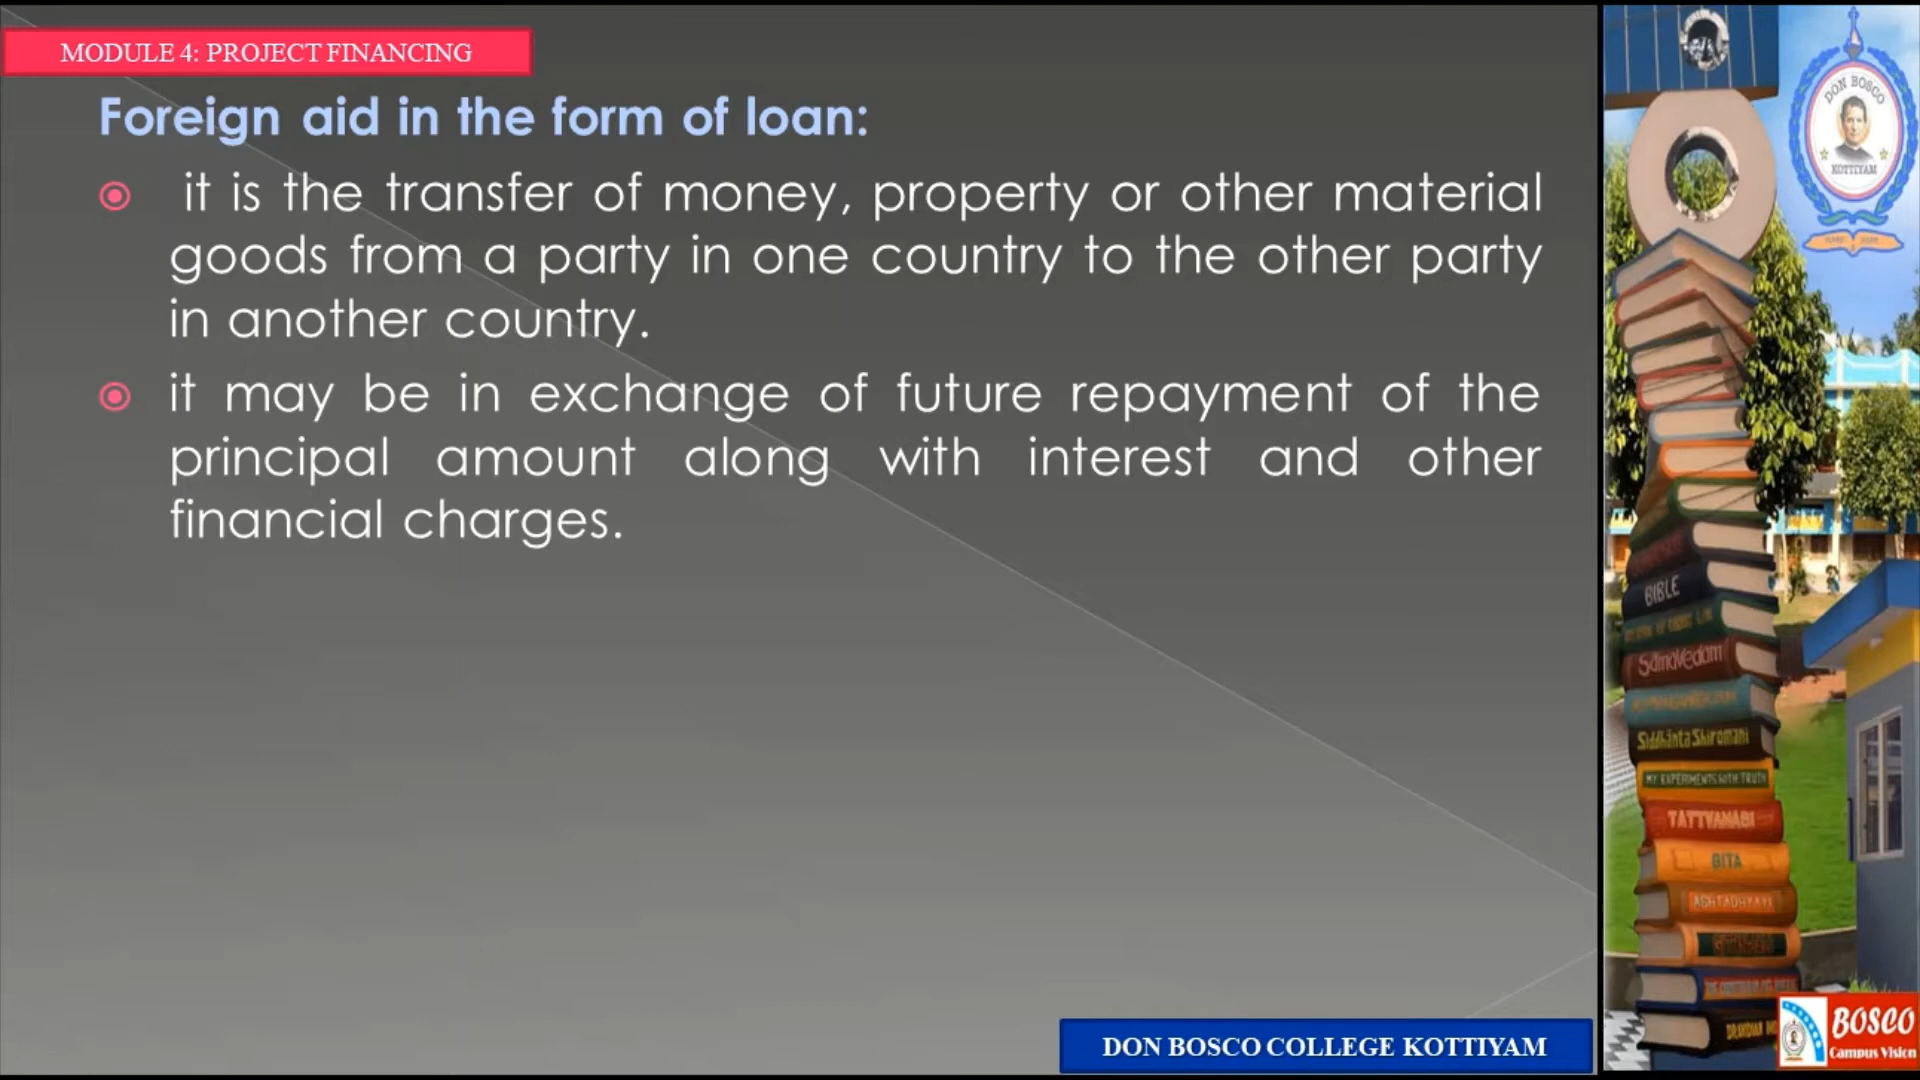 MODULE 4: PROJECT FINANCING
Foreign aid in the form of loan:
it is the transfer of money, property or other material
goods from a party in one country to the other party
in another country.
it may be in exchange of future repayment of the
principal amount along with interest and other
financial charges.
DON BOSCO COLLEGE KOTTIYAM
DON BOSCO
KOTTIYAM
BIBLE
SamaVedam
Siddhanta Shiromani
MY EXPERIMENTS WITH TRUTH
GITA
BOSCO
Campus Vision